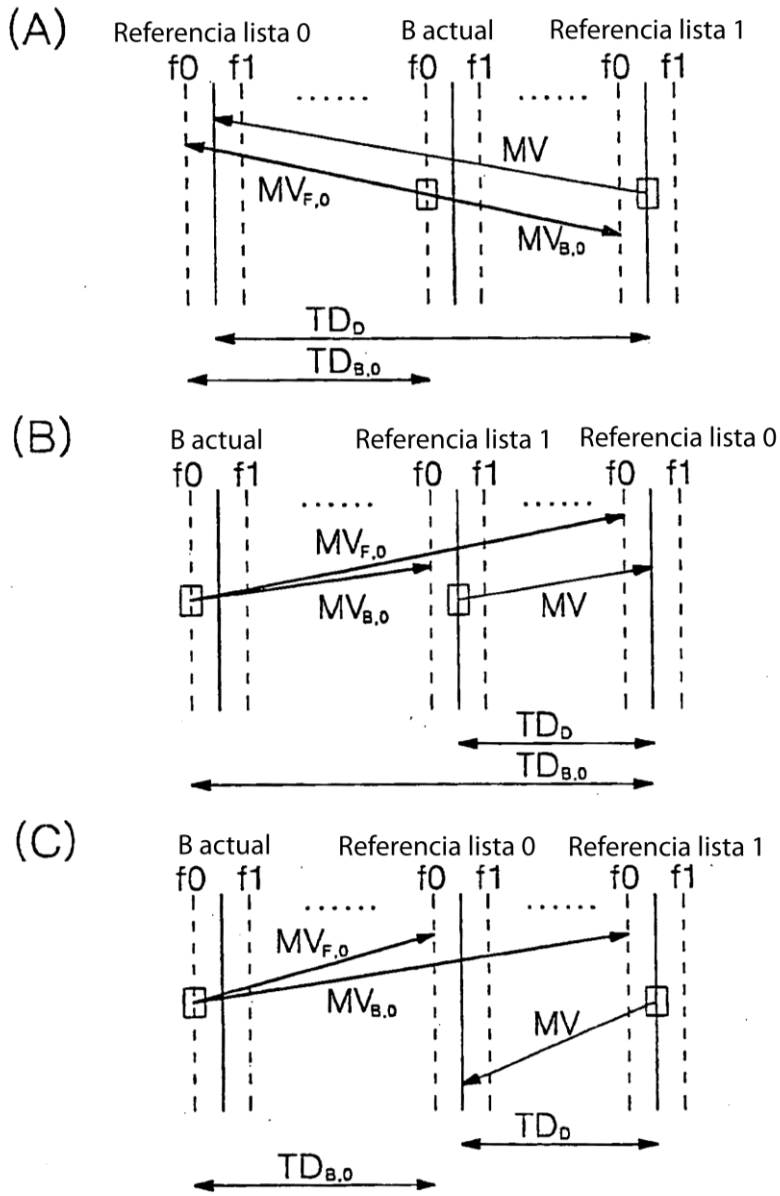 (A)
Referencia lista 0 B actual Referencia lista 1
f0 f1 ...... f0 f1 ...... f0 f1
MV
MVF,0
MVB,0
TDD
TDB,0
(B)
B actual Referencia lista 1 Referencia lista 0
f0 f1 ...... f0 f1 ...... f0 f1
MVF,0
MVB,0 MV
TDD
TDB,0
(C)
B actual Referencia lista 0 Referencia lista 1
f0 f1 ...... f0 f1 ...... f0 f1
MVF,0
MVB,0 MV
TDD
TDB,0